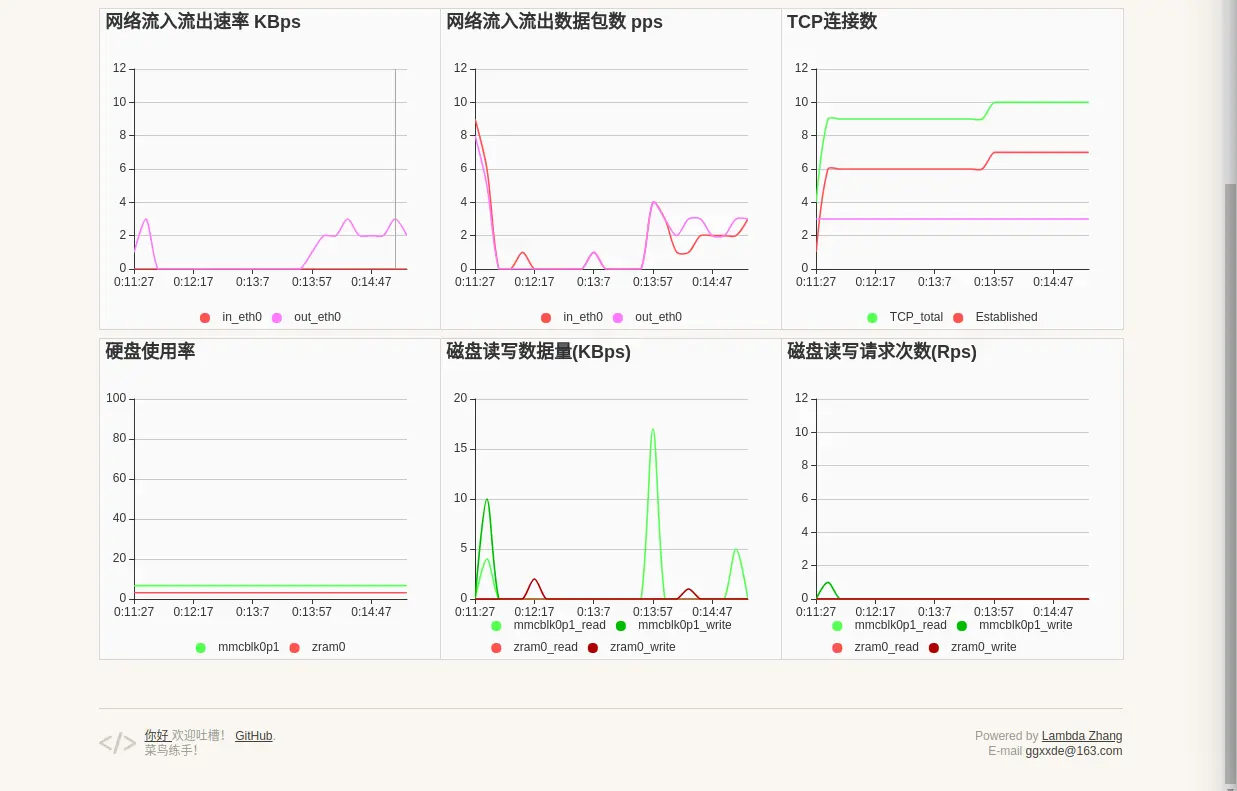 网络流入流出速率 KBps
12
10
8
6
4
2
0
0:11:27 0:12:17 0:13:7 0:13:57 0:14:47
in_eth0 out_eth0
网络流入流出数据包数 pps
12
10
8
6
4
2
0
0:11:27 0:12:17 0:13:7 0:13:57 0:14:47
in_eth0 out_eth0
TCP连接数
12
10
8
6
4
2
0
0:11:27 0:12:17 0:13:7 0:13:57 0:14:47
TCP_total Established
硬盘使用率
100
80
60
40
20
0
0:11:27 0:12:17 0:13:7 0:13:57 0:14:47
mmcblk0p1 zram0
磁盘读写数据量(KBps)
20
15
10
5
0
0:11:27 0:12:17 0:13:7 0:13:57 0:14:47
mmcblk0p1_read mmcblk0p1_write
zram0_read zram0_write
磁盘读写请求次数(Rps)
12
10
8
6
4
2
0
0:11:27 0:12:17 0:13:7 0:13:57 0:14:47
mmcblk0p1_read mmcblk0p1_write
zram0_read zram0_write
</> 你好 欢迎吐槽! GitHub.
菜鸟练手!
Powered by Lambda Zhang
E-mail ggxxde@163.com